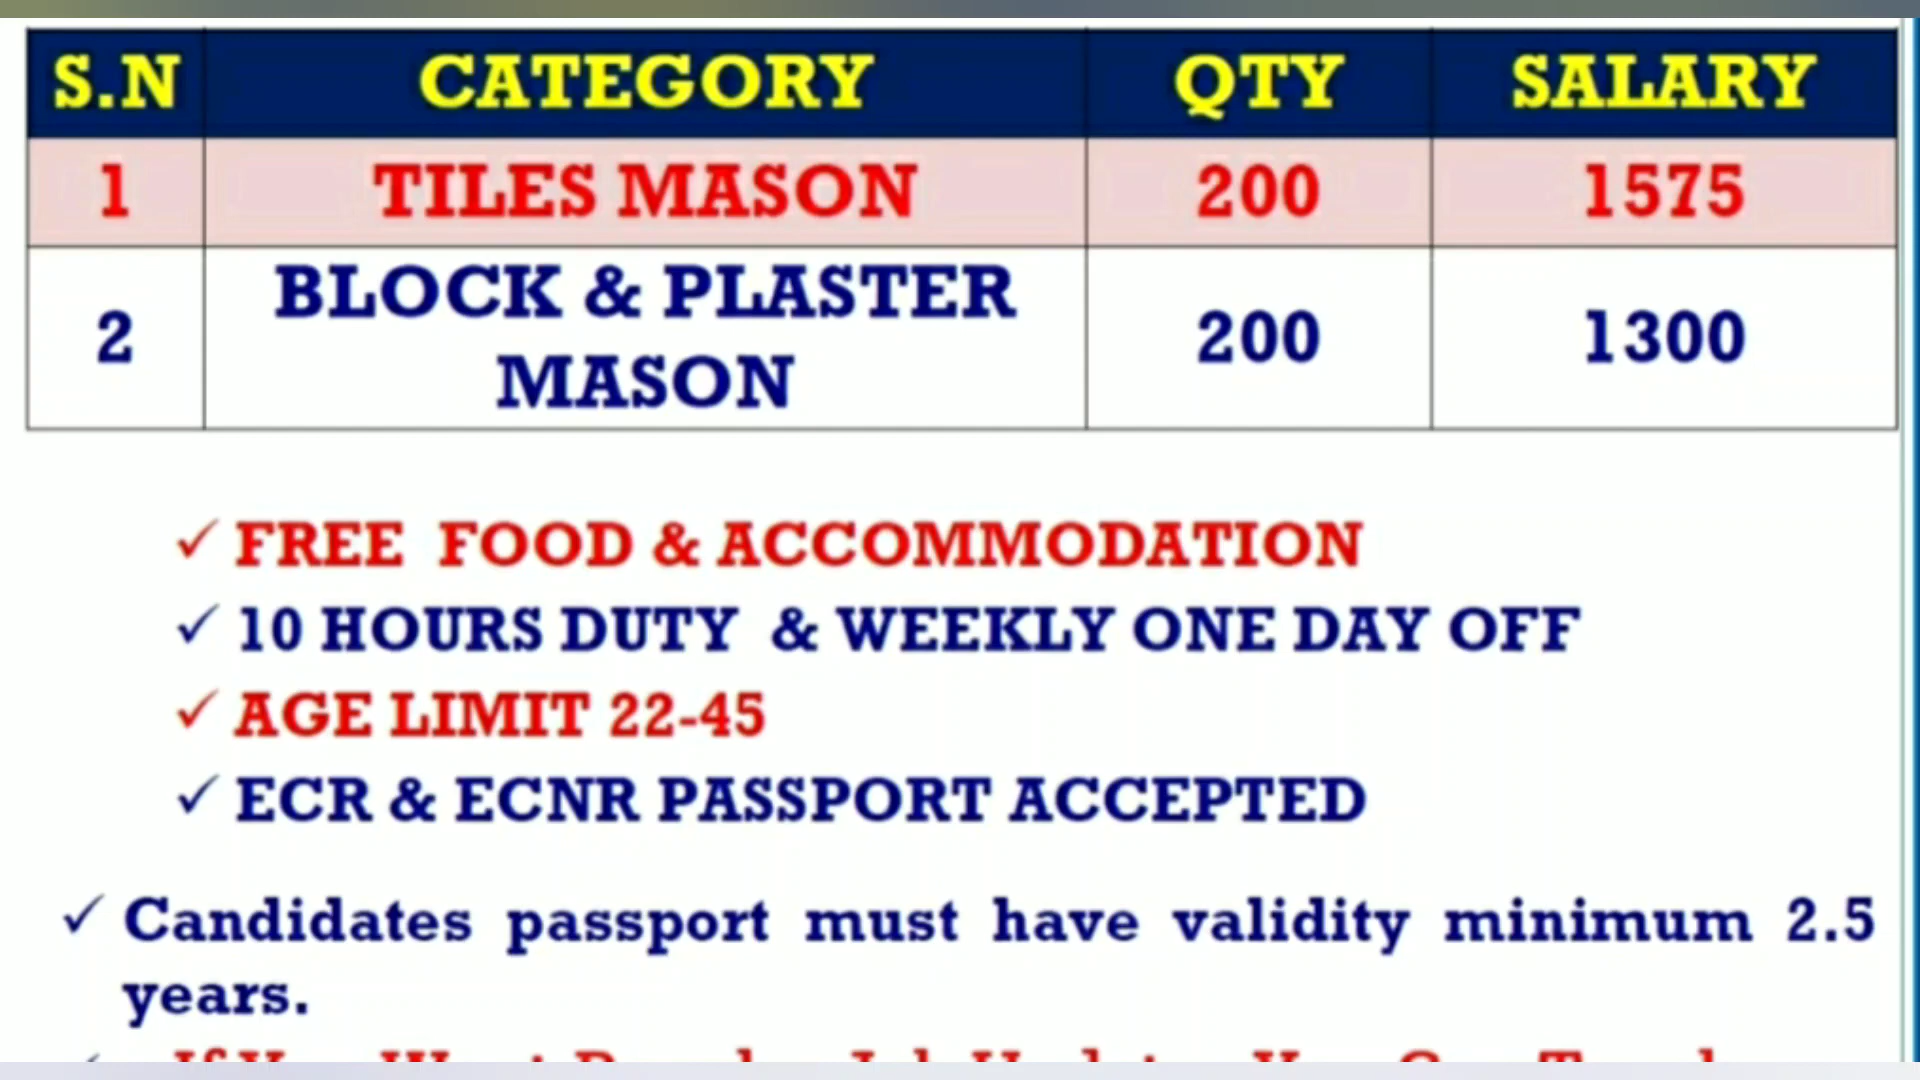 S.N CATEGORY QTY SALARY
1 TILES MASON 200 1575
2 BLOCK & PLASTER MASON 200 1300
✓ FREE FOOD & ACCOMMODATION
✓ 10 HOURS DUTY & WEEKLY ONE DAY OFF
✓ AGE LIMIT 22-45
✓ ECR & ECNR PASSPORT ACCEPTED
✓ Candidates passport must have validity minimum 2.5
years.